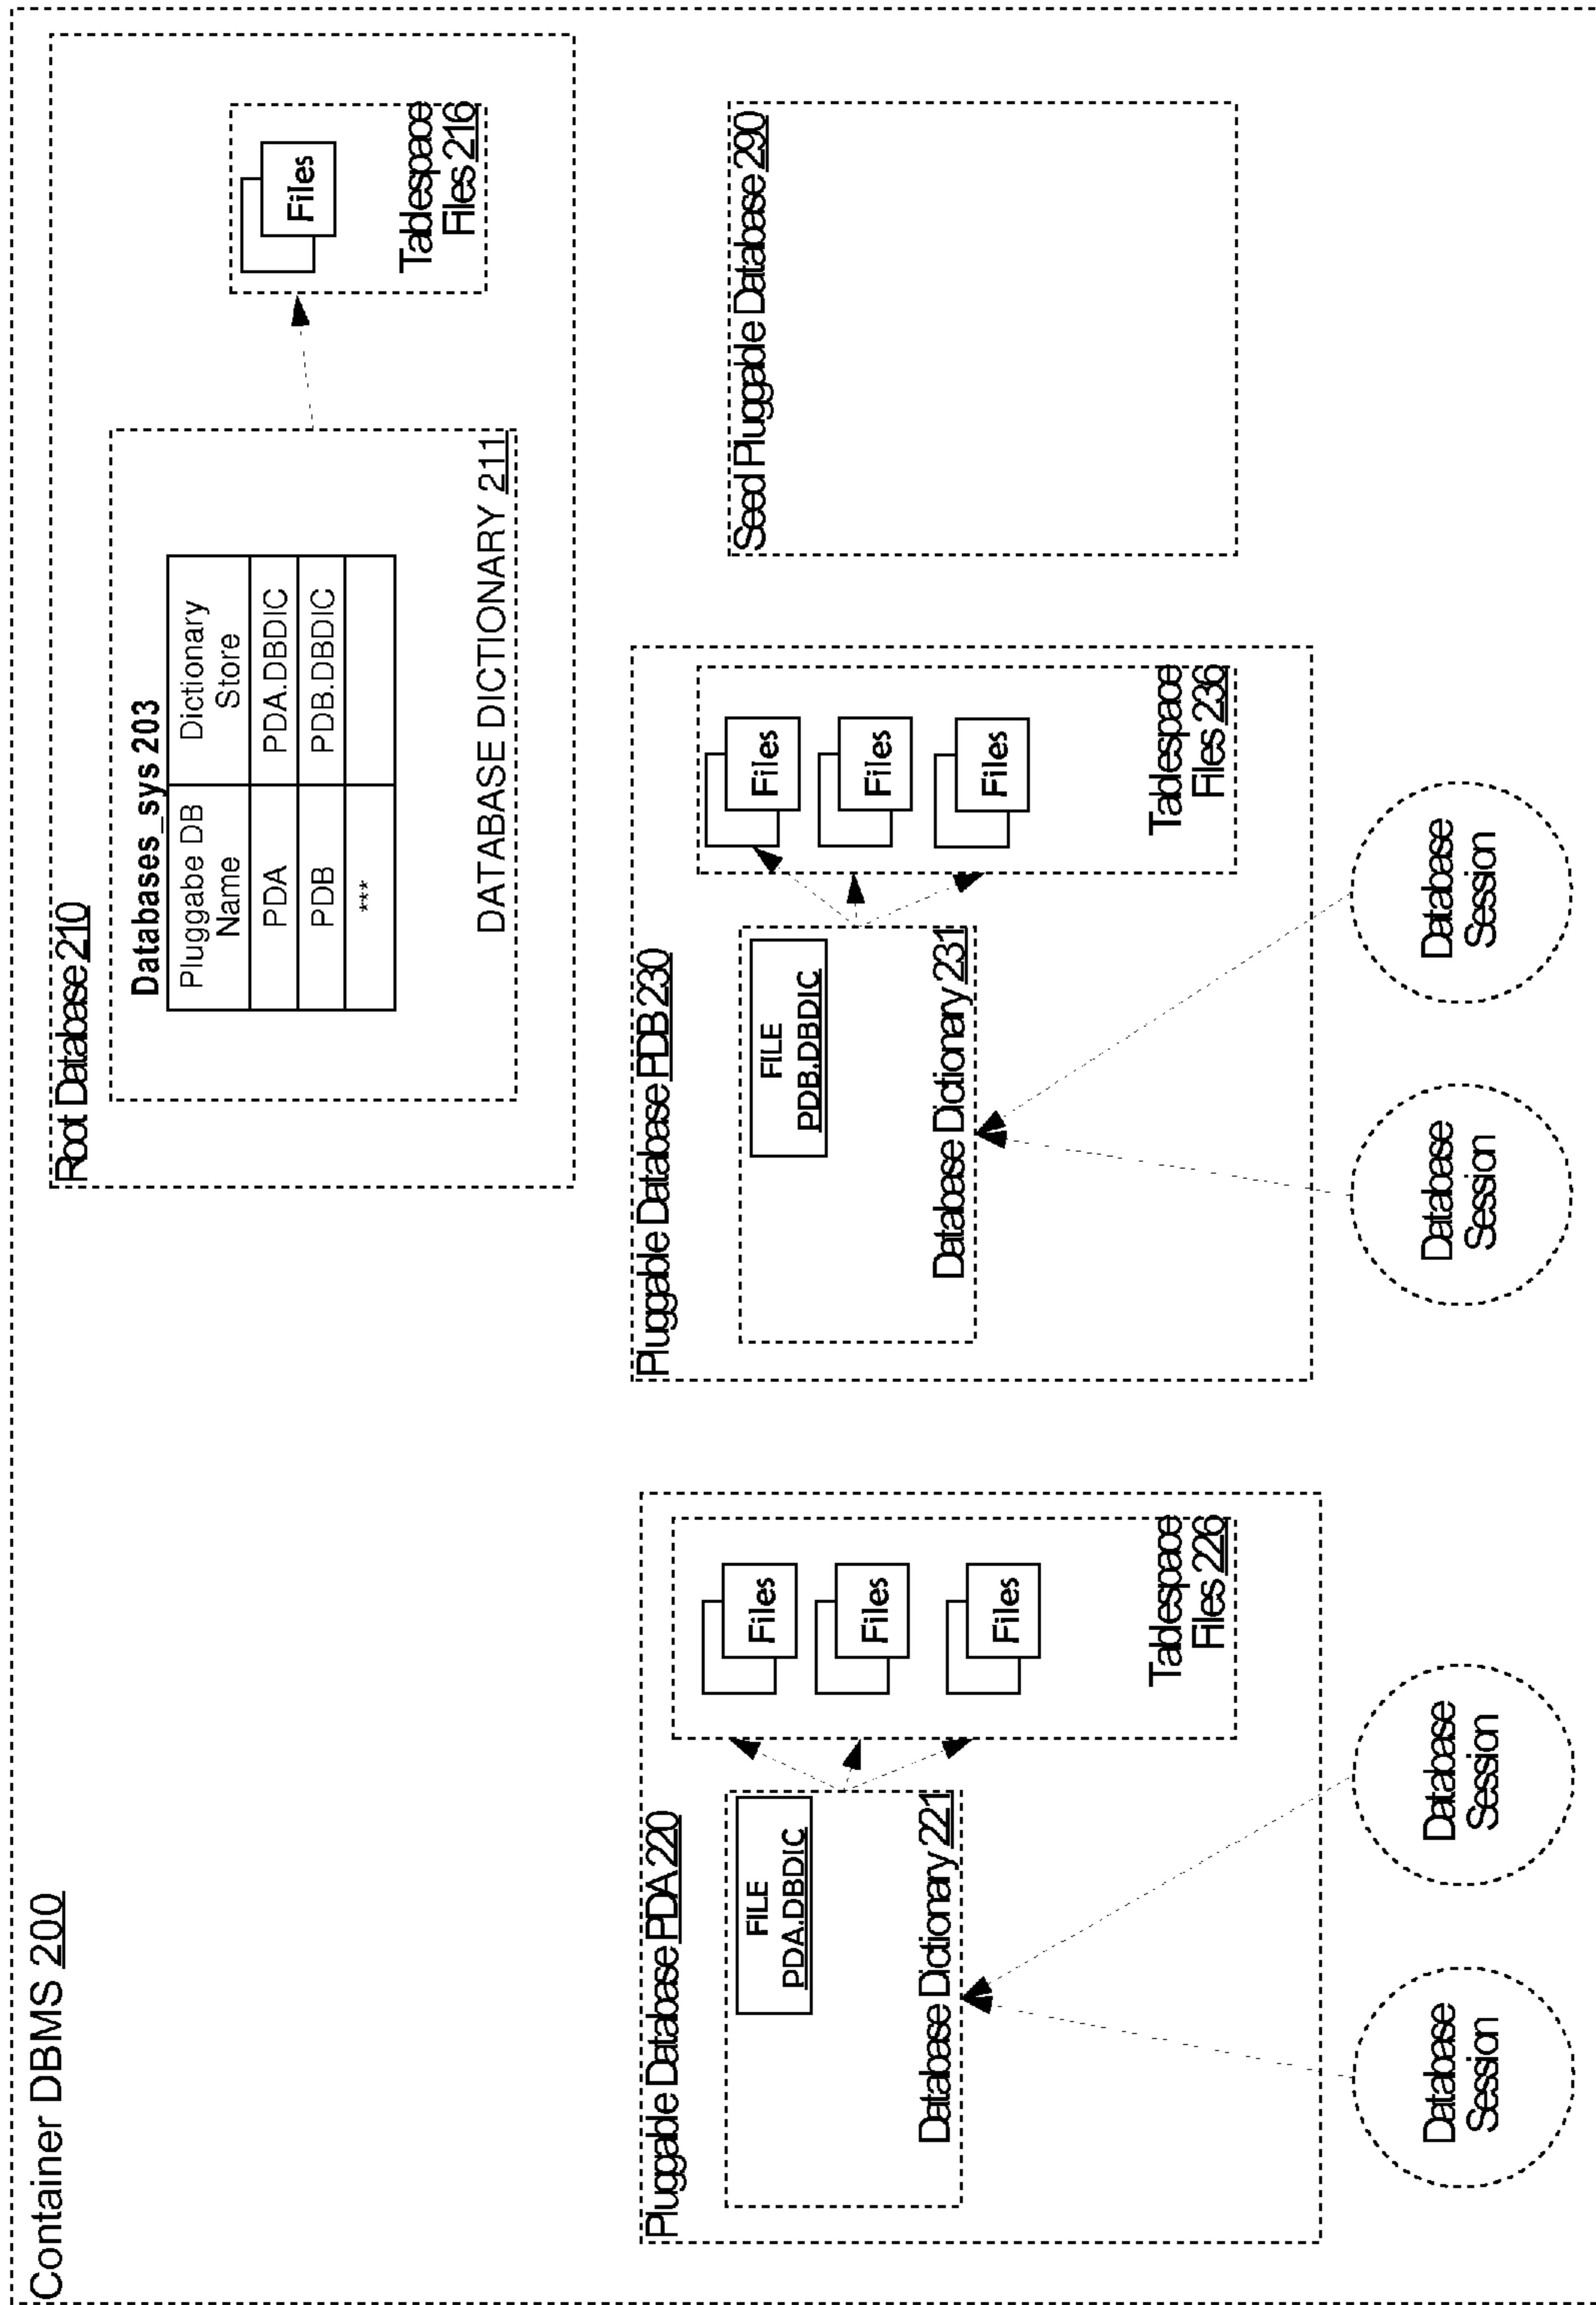 Container DBMS 200
Root Database 210
Databases_sys 203
Pluggabe DB
Name
Dictionary
Store
PDA
PDA.DBDIC
PDB
PDB.DBDIC
***
DATABASE DICTIONARY 211
Files
Tablespace
Files 216
Pluggable Database PDA 220
FILE
PDA.DBDIC
Database Dictionary 221
Files
Files
Files
Tablespace
Files 226
Pluggable Database PDB 230
FILE
PDB.DBDIC
Database Dictionary 231
Files
Files
Files
Tablespace
Files 236
Seed Pluggable Database 290
Database
Session
Database
Session
Database
Session
Database
Session